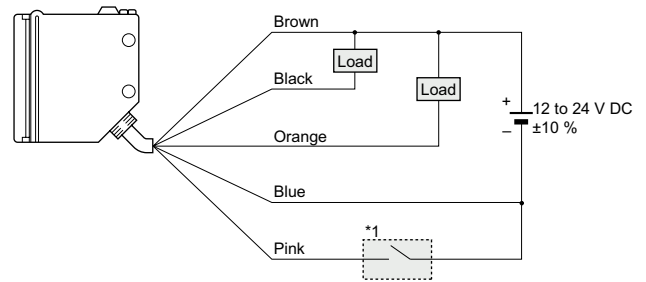 Brown
Load
Black
Load
+
12 to 24 V DC
–
±10 %
Orange
Blue
*1
Pink